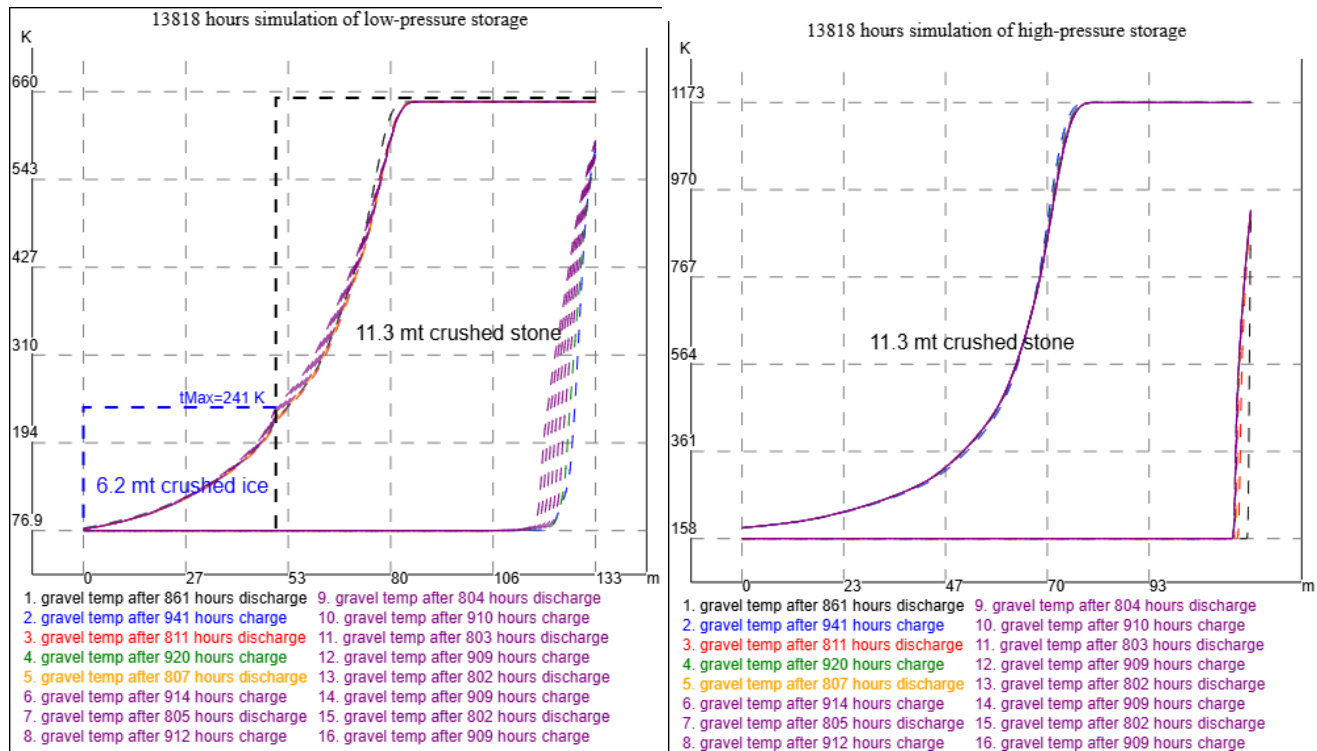 13818 hours simulation of low-pressure storage
K
660
543
427
310
194
76.9
tMax=241 K
11.3 mt crushed stone
6.2 mt crushed ice
0 27 53 80 106 133 m
1. gravel temp after 861 hours discharge
2. gravel temp after 941 hours charge
3. gravel temp after 811 hours discharge
4. gravel temp after 920 hours charge
5. gravel temp after 807 hours discharge
6. gravel temp after 914 hours charge
7. gravel temp after 805 hours discharge
8. gravel temp after 912 hours charge
9. gravel temp after 804 hours discharge
10. gravel temp after 910 hours charge
11. gravel temp after 803 hours discharge
12. gravel temp after 909 hours charge
13. gravel temp after 802 hours discharge
14. gravel temp after 909 hours charge
15. gravel temp after 802 hours discharge
16. gravel temp after 909 hours charge
13818 hours simulation of high-pressure storage
K
1173
970
767
564
361
158
11.3 mt crushed stone
0 23 47 70 93 m
1. gravel temp after 861 hours discharge
2. gravel temp after 941 hours charge
3. gravel temp after 811 hours discharge
4. gravel temp after 920 hours charge
5. gravel temp after 807 hours discharge
6. gravel temp after 914 hours charge
7. gravel temp after 805 hours discharge
8. gravel temp after 912 hours charge
9. gravel temp after 804 hours discharge
10. gravel temp after 910 hours charge
11. gravel temp after 803 hours discharge
12. gravel temp after 909 hours charge
13. gravel temp after 802 hours discharge
14. gravel temp after 909 hours charge
15. gravel temp after 802 hours discharge
16. gravel temp after 909 hours charge